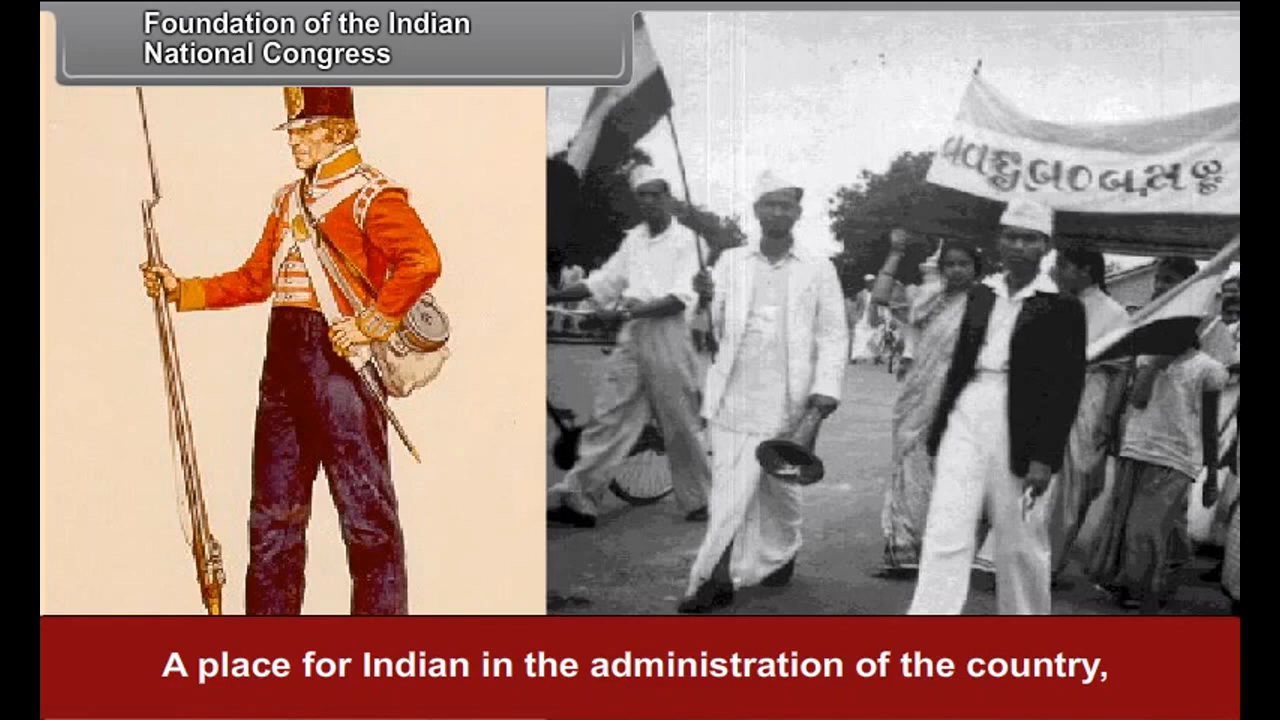 Foundation of the Indian
National Congress
A place for Indian in the administration of the country,